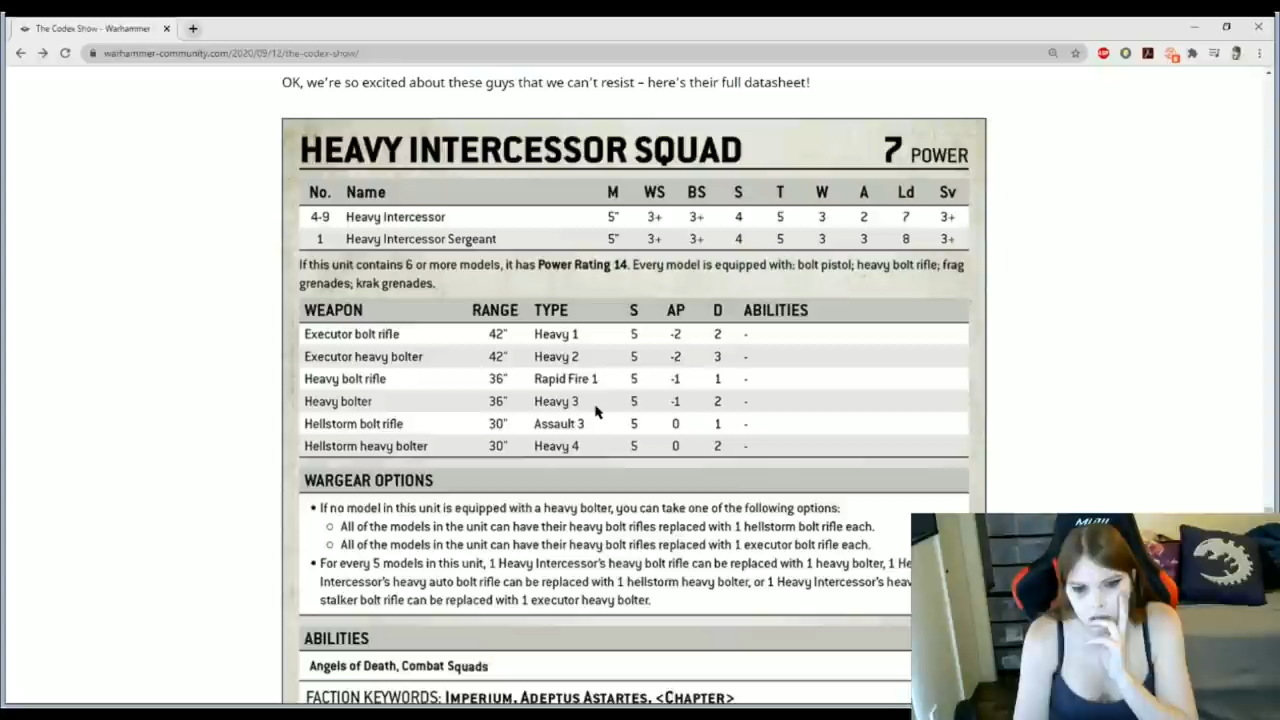 The Codex Show - Warhammer
warhammer-community.com/2020/09/12/the-codex-show/
OK, we're so excited about these guys that we can't resist – here's their full datasheet!
HEAVY INTERCESSOR SQUAD 7 POWER
No. Name M WS BS S T W A Ld Sv
4-9 Heavy Intercessor 5" 3+ 3+ 4 5 3 2 7 3+
1 Heavy Intercessor Sergeant 5" 3+ 3+ 4 5 3 3 8 3+
If this unit contains 6 or more models, it has Power Rating 14. Every model is equipped with: bolt pistol; heavy bolt rifle; frag
grenades; krak grenades.
WEAPON RANGE TYPE S AP D ABILITIES
Executor bolt rifle 42" Heavy 1 5 -2 2 -
Executor heavy bolter 42" Heavy 2 5 -2 3 -
Heavy bolt rifle 36" Rapid Fire 1 5 -1 1 -
Heavy bolter 36" Heavy 3 5 -1 2 -
Hellstorm bolt rifle 30" Assault 3 5 0 1 -
Hellstorm heavy bolter 30" Heavy 4 5 0 2 -
WARGEAR OPTIONS
• If no model in this unit is equipped with a heavy bolter, you can take one of the following options:
○ All of the models in the unit can have their heavy bolt rifles replaced with 1 hellstorm bolt rifle each.
○ All of the models in the unit can have their heavy bolt rifles replaced with 1 executor bolt rifle each.
• For every 5 models in this unit, 1 Heavy Intercessor's heavy bolt rifle can be replaced with 1 heavy bolter, 1 He
Intercessor's heavy auto bolt rifle can be replaced with 1 hellstorm heavy bolter, or 1 Heavy Intercessor's heav
stalker bolt rifle can be replaced with 1 executor heavy bolter.
ABILITIES
Angels of Death, Combat Squads
FACTION KEYWORDS: IMPERIUM, ADEPTUS ASTARTES, <CHAPTER>